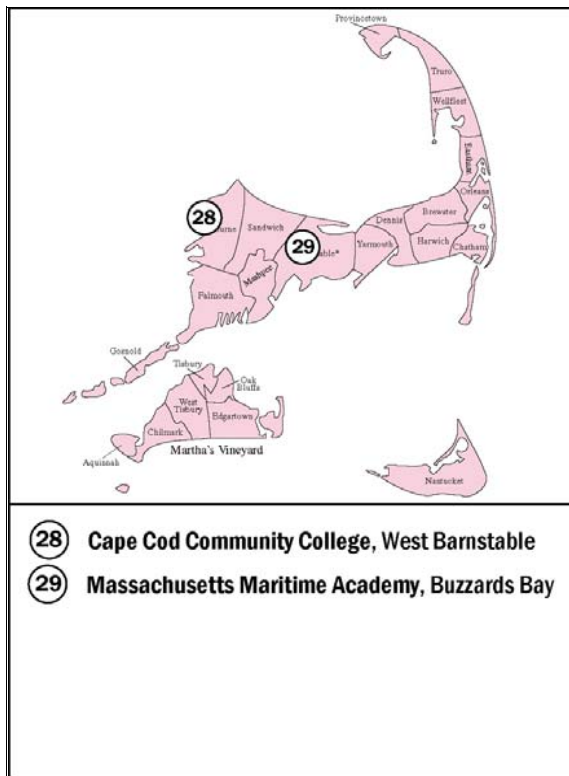 Provincetown
Truro
Wellfleet
Eastham
Orleans
Brewster
Dennis
Harwich
Chatham
Yarmouth
28
urne
Sandwich
29
able*
Mashpee
Falmouth
Gosnold
Tisbury
Oak
Bluffs
West
Tisbury
Edgartown
Chilmark
Aquinnah
Martha's Vineyard
Nantucket
28 Cape Cod Community College, West Barnstable
29 Massachusetts Maritime Academy, Buzzards Bay